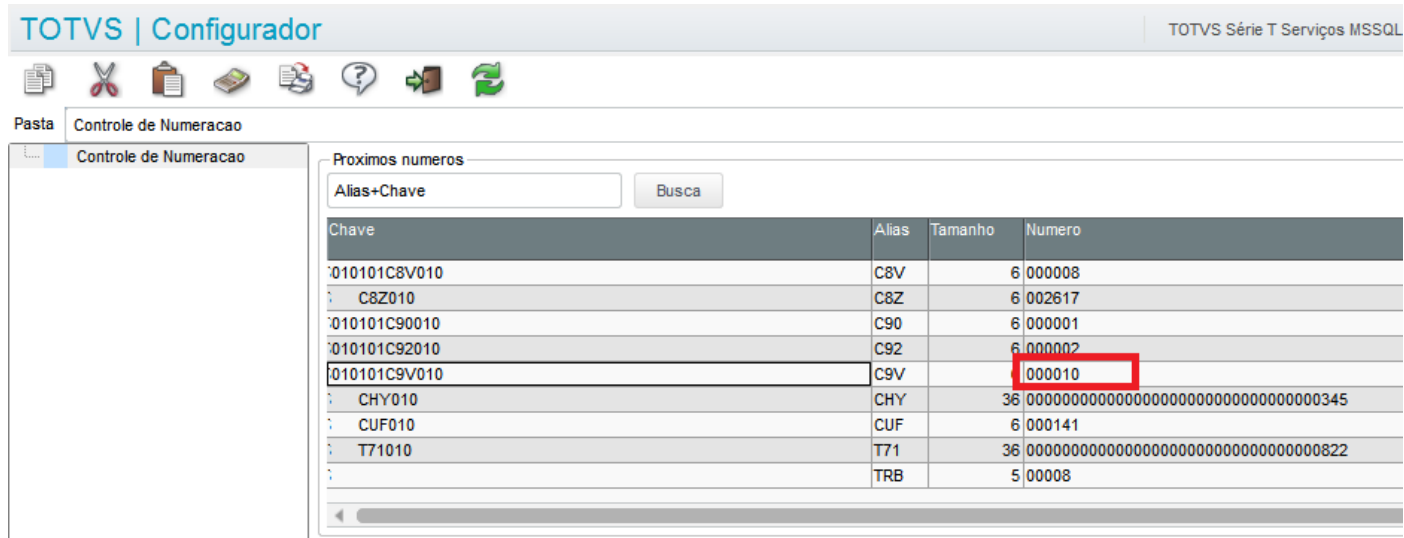 TOTVS | Configurador
TOTVS Série T Serviços MSSQL
Pasta Controle de Numeracao
Controle de Numeracao
Proximos numeros
Alias+Chave Busca
Chave Alias Tamanho Numero
010101C8V010 C8V 6 000008
C8Z010 C8Z 6 002617
010101C90010 C90 6 000001
010101C92010 C92 6 000002
010101C9V010 C9V 000010
CHY010 CHY 36 000000000000000000000000000000000345
CUF010 CUF 6 000141
T71010 T71 36 000000000000000000000000000000000822
TRB 5 00008